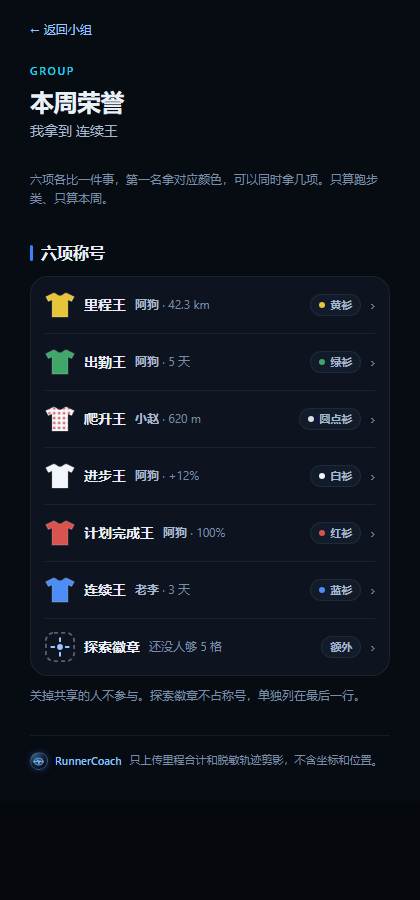 ← 返回小组
GROUP
本周荣誉
我拿到 连续王
六项各比一件事，第一名拿对应颜色，可以同时拿几项。只算跑步
类、只算本周。
六项称号
里程王 阿狗 · 42.3 km 黄衫 ›
出勤王 阿狗 · 5 天 绿衫 ›
爬升王 小赵 · 620 m 圆点衫 ›
进步王 阿狗 · +12% 白衫 ›
计划完成王 阿狗 · 100% 红衫 ›
连续王 老李 · 3 天 蓝衫 ›
探索徽章 还没人够 5 格 额外 ›
关掉共享的人不参与。探索徽章不占称号，单独列在最后一行。
RunnerCoach 只上传里程合计和脱敏轨迹剪影，不含坐标和位置。